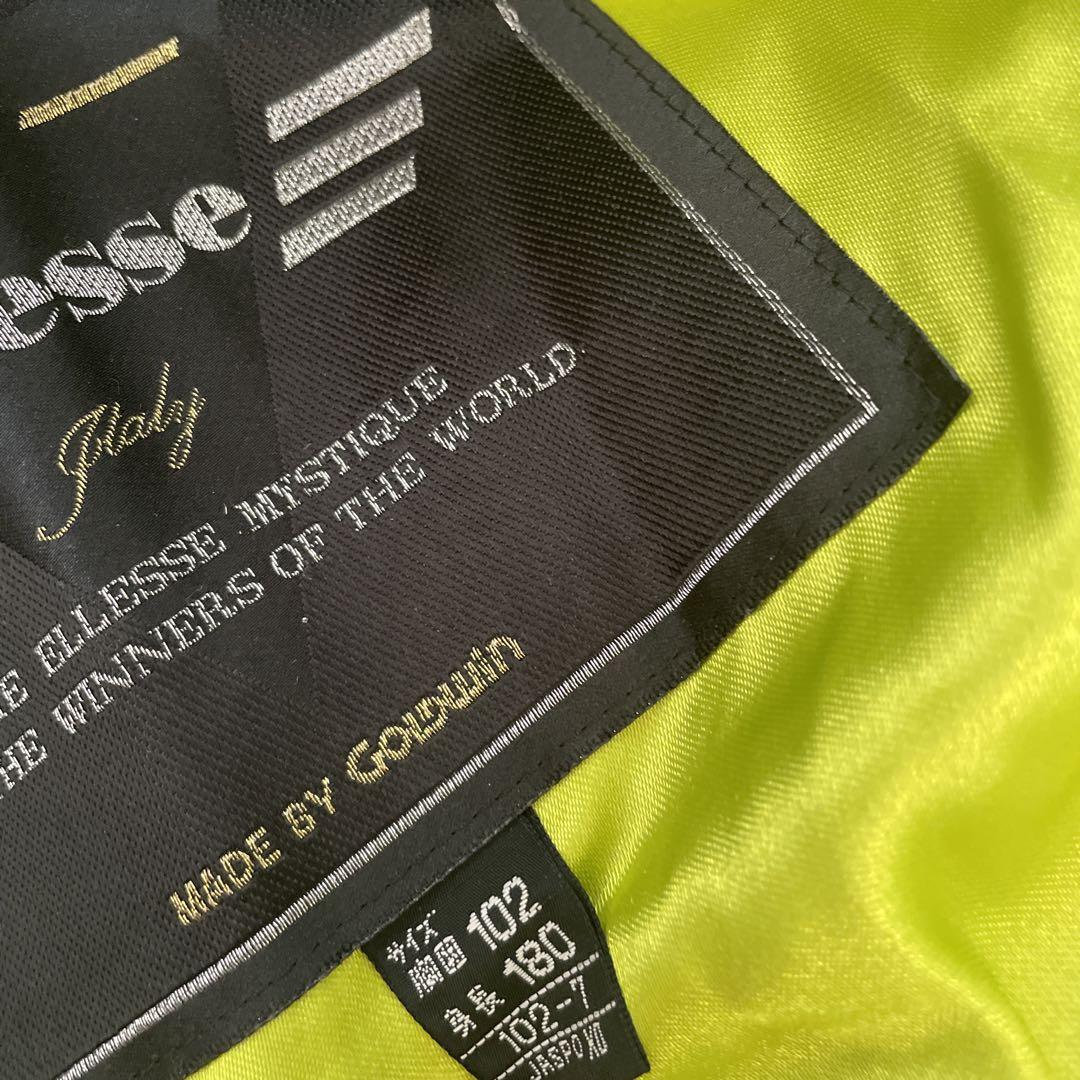 esse
Italy
E ELLESSE 'MYSTIQUE
HE WINNERS OF THE WORLD.
MADE BY GOLDWIN
サイズ
胸囲 102
身長 180
102-7
JASPO